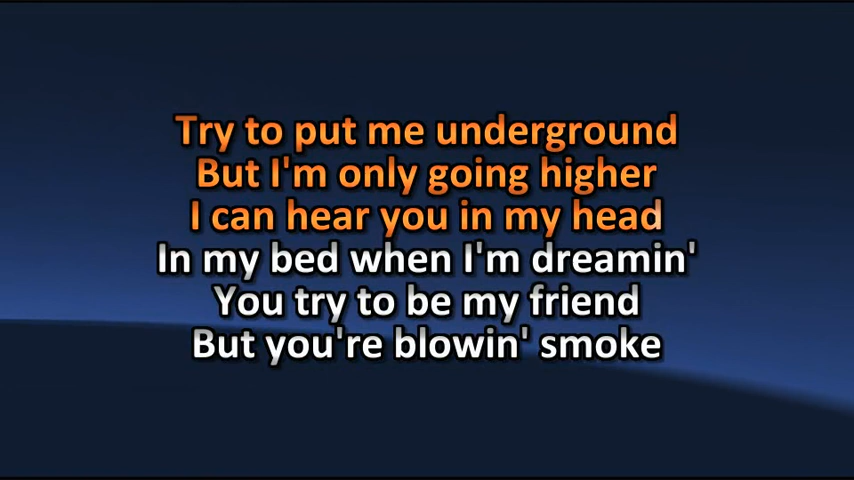 Try to put me underground
But I'm only going higher
I can hear you in my head
In my bed when I'm dreamin'
You try to be my friend
But you're blowin' smoke